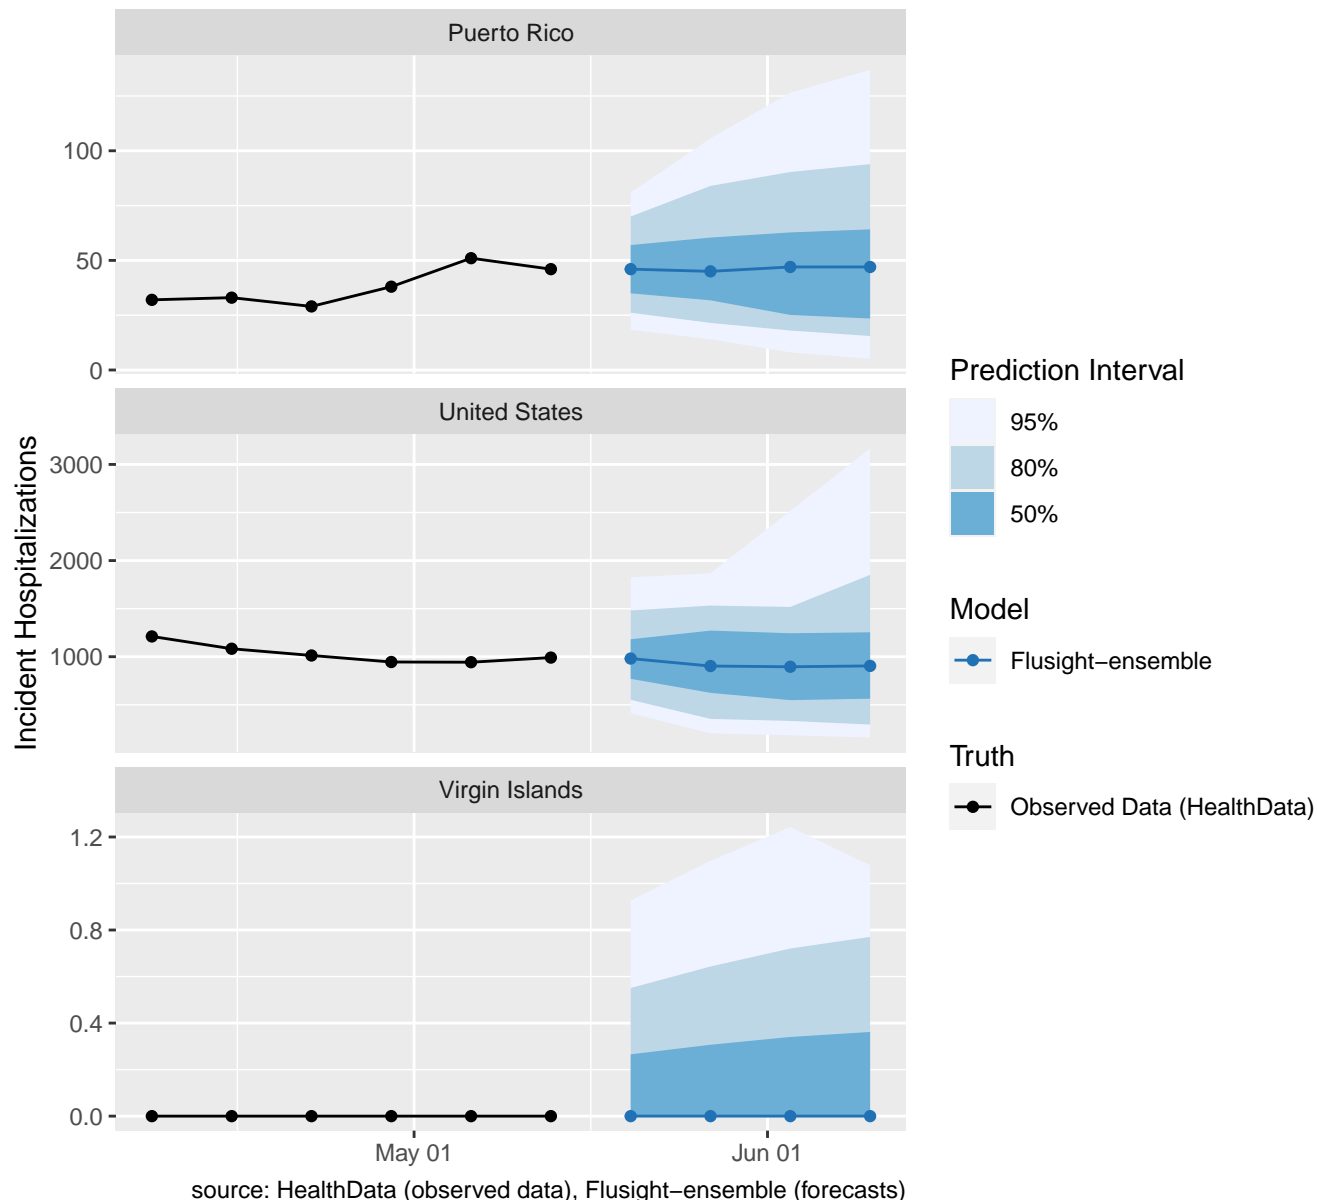 Puerto Rico
100
50
0
United States
3000
2000
1000
Virgin Islands
1.2
0.8
0.4
0.0
May 01
Jun 01
Incident Hospitalizations
source: HealthData (observed data), Flusight−ensemble (forecasts)
Prediction Interval
95%
80%
50%
Model
Flusight−ensemble
Truth
Observed Data (HealthData)